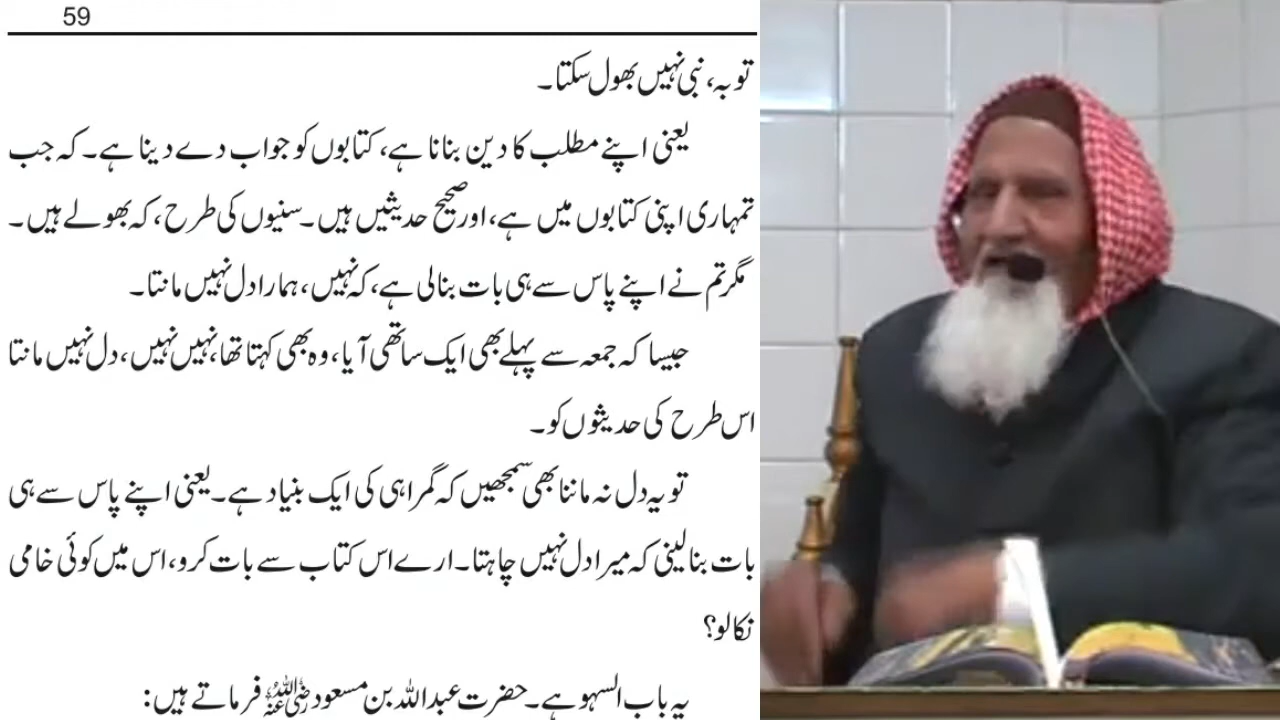 59
توبہ، نبی نہیں بھول سکتا۔
یعنی اپنے مطلب کا دین بنانا ہے، کتابوں کو جواب دے دینا ہے۔ کہ جب
تمہاری اپنی کتابوں میں ہے، اور صحیح حدیثیں ہیں۔ سنیوں کی طرح، کہ بھولے ہیں۔
مگر تم نے اپنے پاس سے ہی بات بنا لی ہے، کہ نہیں، ہمارا دل نہیں مانتا۔
جیسا کہ جمعہ سے پہلے بھی ایک ساتھی آیا، وہ بھی کہتا تھا، نہیں نہیں، دل نہیں مانتا
اس طرح کی حدیثوں کو۔
تو یہ دل نہ ماننا بھی سمجھیں کہ گمراہی کی ایک بنیاد ہے۔ یعنی اپنے پاس سے ہی
بات بنا لینی کہ میرا دل نہیں چاہتا۔ ارے اس کتاب سے بات کرو، اس میں کوئی خامی
نکالو؟
یہ باب السہو ہے۔ حضرت عبداللہ بن مسعود رضی اللہ عنہ فرماتے ہیں: